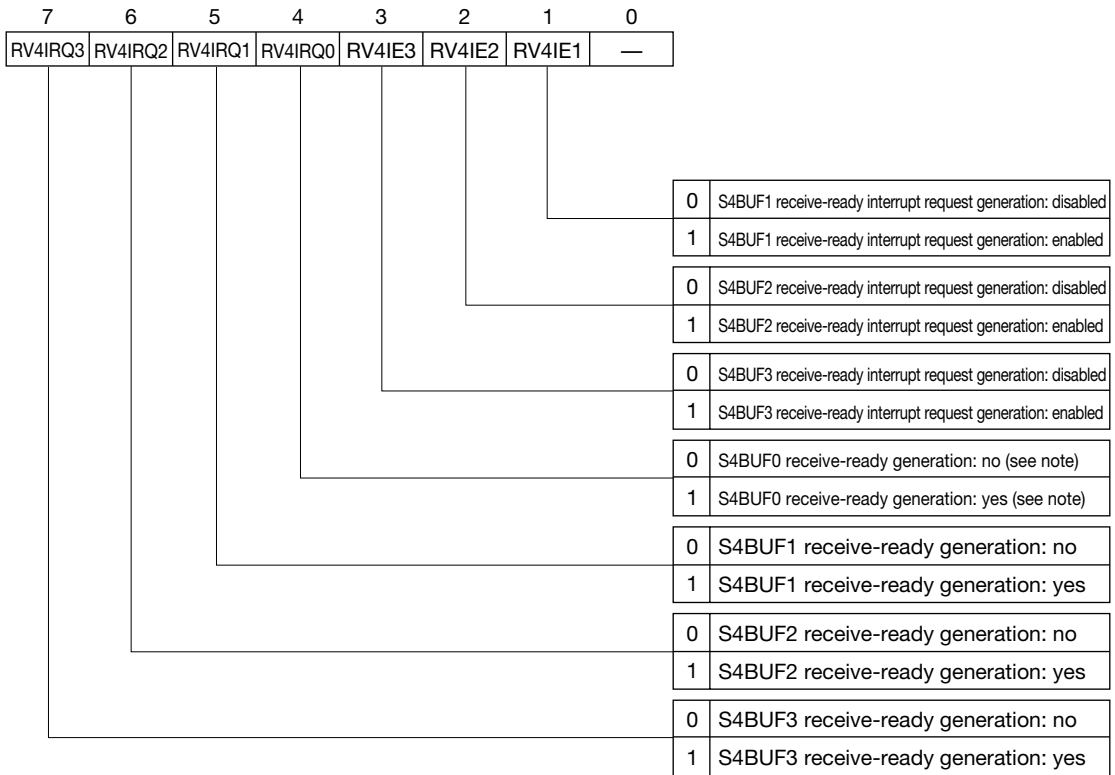 7 6 5 4 3 2 1 0
RV4IRQ3 RV4IRQ2 RV4IRQ1 RV4IRQ0 RV4IE3 RV4IE2 RV4IE1 —
0 S4BUF1 receive-ready interrupt request generation: disabled
1 S4BUF1 receive-ready interrupt request generation: enabled
0 S4BUF2 receive-ready interrupt request generation: disabled
1 S4BUF2 receive-ready interrupt request generation: enabled
0 S4BUF3 receive-ready interrupt request generation: disabled
1 S4BUF3 receive-ready interrupt request generation: enabled
0 S4BUF0 receive-ready generation: no (see note)
1 S4BUF0 receive-ready generation: yes (see note)
0 S4BUF1 receive-ready generation: no
1 S4BUF1 receive-ready generation: yes
0 S4BUF2 receive-ready generation: no
1 S4BUF2 receive-ready generation: yes
0 S4BUF3 receive-ready generation: no
1 S4BUF3 receive-ready generation: yes